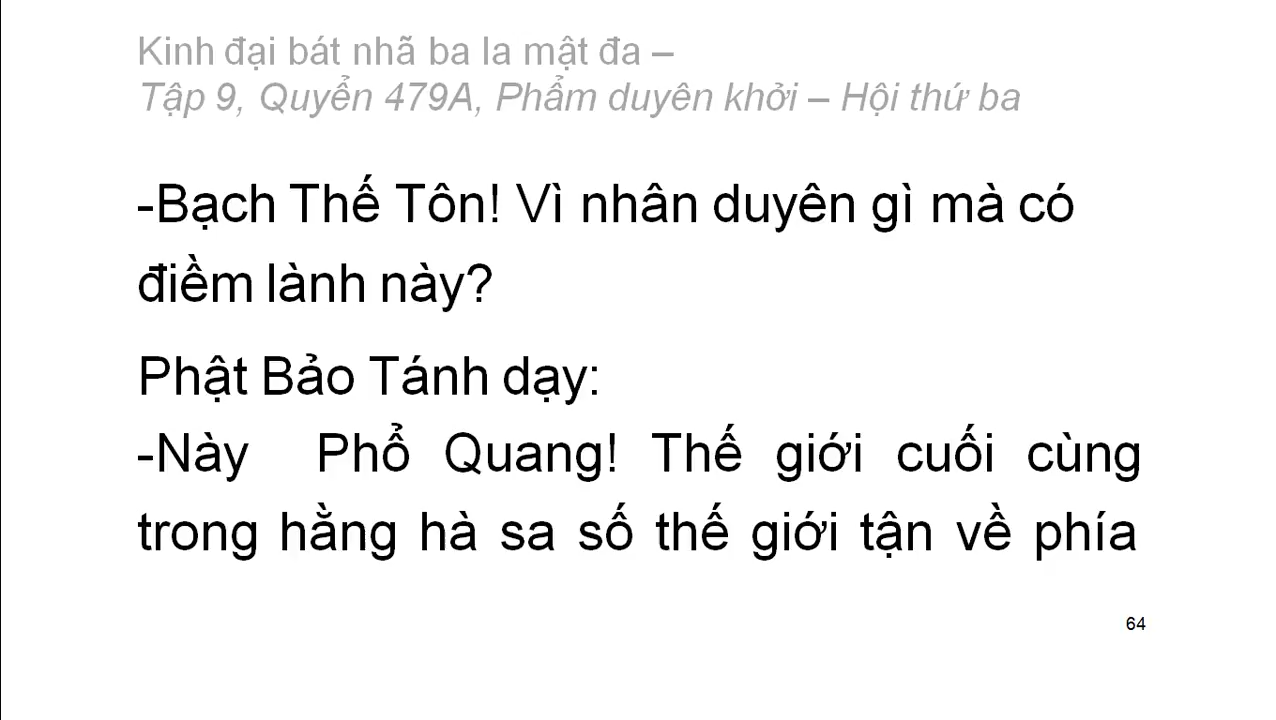 Kinh đại bát nhã ba la mật đa –
Tập 9, Quyển 479A, Phẩm duyên khởi – Hội thứ ba
-Bạch Thế Tôn! Vì nhân duyên gì mà có
điềm lành này?
Phật Bảo Tánh dạy:
-Này Phổ Quang! Thế giới cuối cùng
trong hằng hà sa số thế giới tận về phía
64